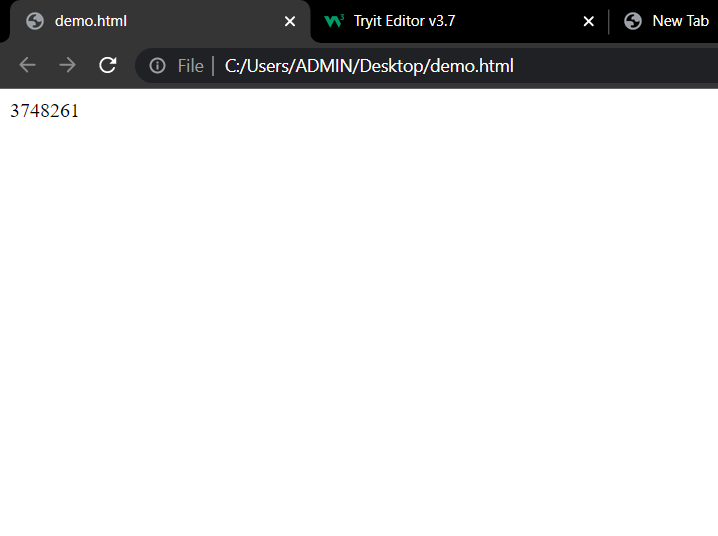 demo.html
Tryit Editor v3.7
New Tab
File | C:/Users/ADMIN/Desktop/demo.html
3748261